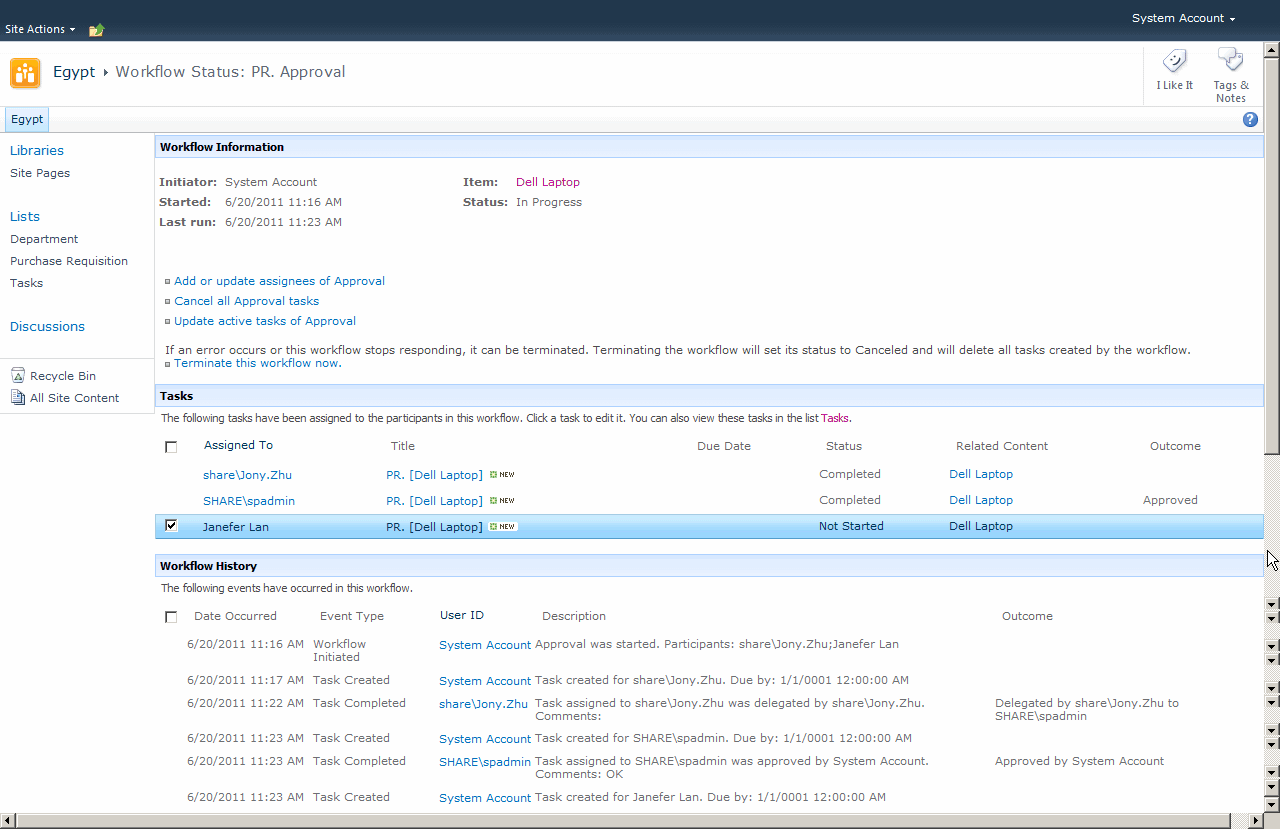 System Account
Site Actions
Egypt ▸ Workflow Status: PR. Approval
I Like It
Tags & Notes
Egypt
Libraries
Site Pages
Lists
Department
Purchase Requisition
Tasks
Discussions
Recycle Bin
All Site Content
Workflow Information
Initiator: System Account Item: Dell Laptop
Started: 6/20/2011 11:16 AM Status: In Progress
Last run: 6/20/2011 11:23 AM
Add or update assignees of Approval
Cancel all Approval tasks
Update active tasks of Approval
If an error occurs or this workflow stops responding, it can be terminated. Terminating the workflow will set its status to Canceled and will delete all tasks created by the workflow.
Terminate this workflow now.
Tasks
The following tasks have been assigned to the participants in this workflow. Click a task to edit it. You can also view these tasks in the list Tasks.
Assigned To Title Due Date Status Related Content Outcome
share\Jony.Zhu PR. [Dell Laptop] NEW Completed Dell Laptop
SHARE\spadmin PR. [Dell Laptop] NEW Completed Dell Laptop Approved
Janefer Lan PR. [Dell Laptop] NEW Not Started Dell Laptop
Workflow History
The following events have occurred in this workflow.
Date Occurred Event Type User ID Description Outcome
6/20/2011 11:16 AM Workflow Initiated System Account Approval was started. Participants: share\Jony.Zhu;Janefer Lan
6/20/2011 11:17 AM Task Created System Account Task created for share\Jony.Zhu. Due by: 1/1/0001 12:00:00 AM
6/20/2011 11:22 AM Task Completed share\Jony.Zhu Task assigned to share\Jony.Zhu was delegated by share\Jony.Zhu. Comments: Delegated by share\Jony.Zhu to SHARE\spadmin
6/20/2011 11:23 AM Task Created System Account Task created for SHARE\spadmin. Due by: 1/1/0001 12:00:00 AM
6/20/2011 11:23 AM Task Completed SHARE\spadmin Task assigned to SHARE\spadmin was approved by System Account. Comments: OK Approved by System Account
6/20/2011 11:23 AM Task Created System Account Task created for Janefer Lan. Due by: 1/1/0001 12:00:00 AM